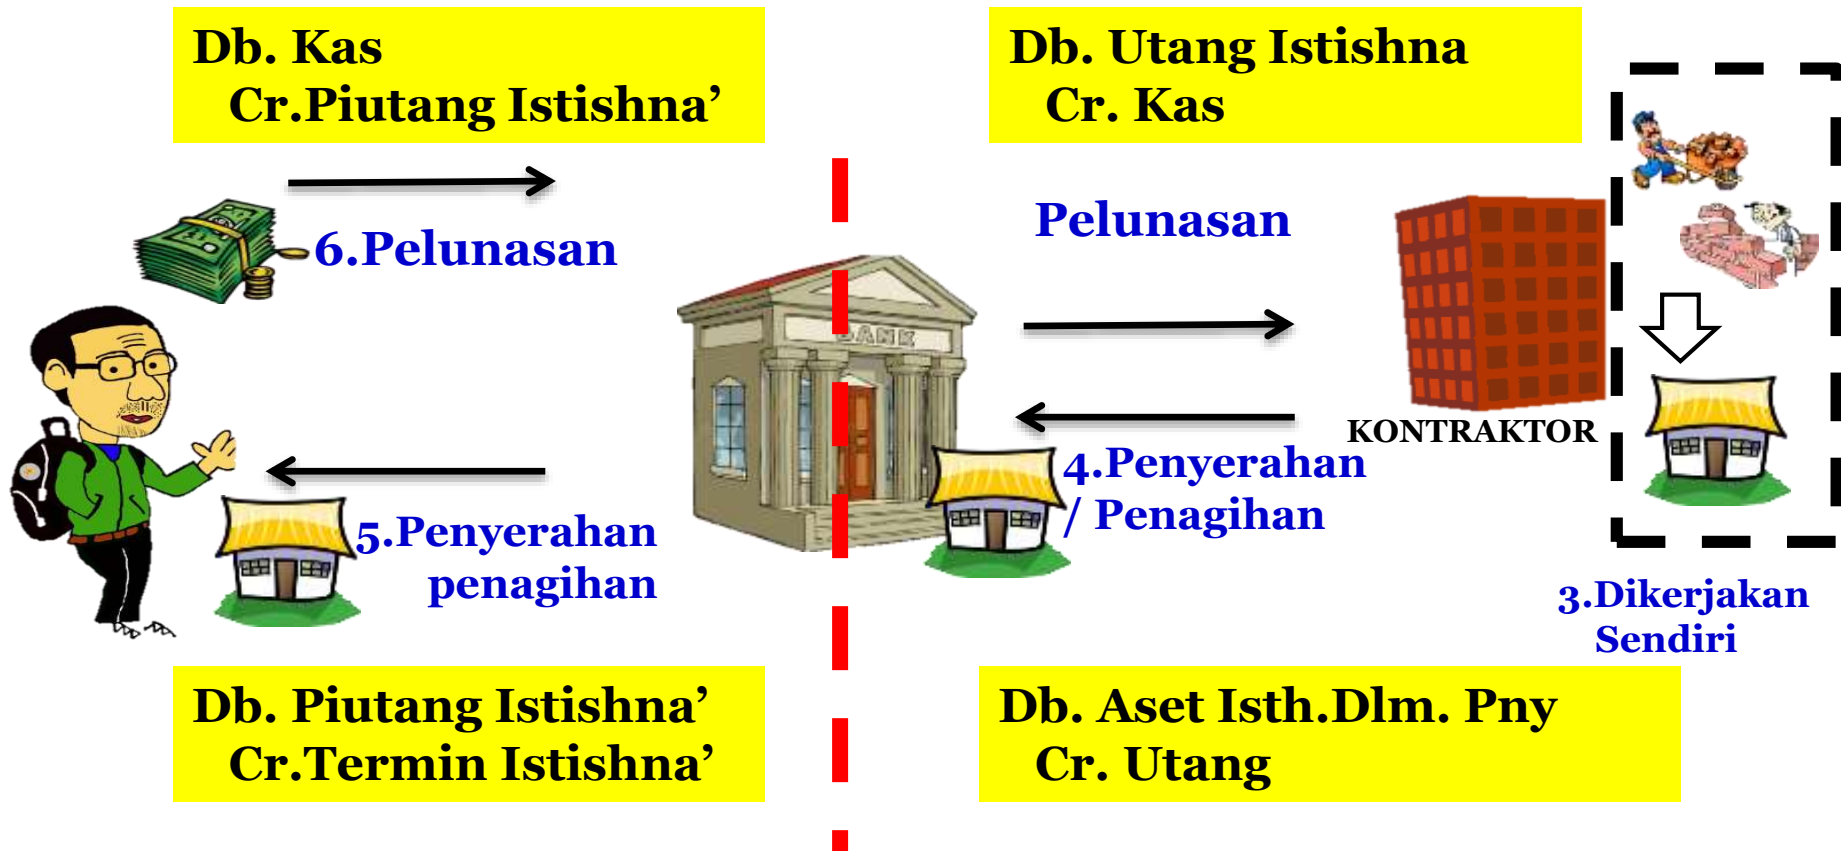 Db. Kas
Cr.Piutang Istishna’
Db. Utang Istishna
Cr. Kas
6.Pelunasan
Pelunasan
BANK
KONTRAKTOR
4.Penyerahan
/ Penagihan
5.Penyerahan
penagihan
3.Dikerjakan
Sendiri
Db. Piutang Istishna’
Cr.Termin Istishna’
Db. Aset Isth.Dlm. Pny
Cr. Utang